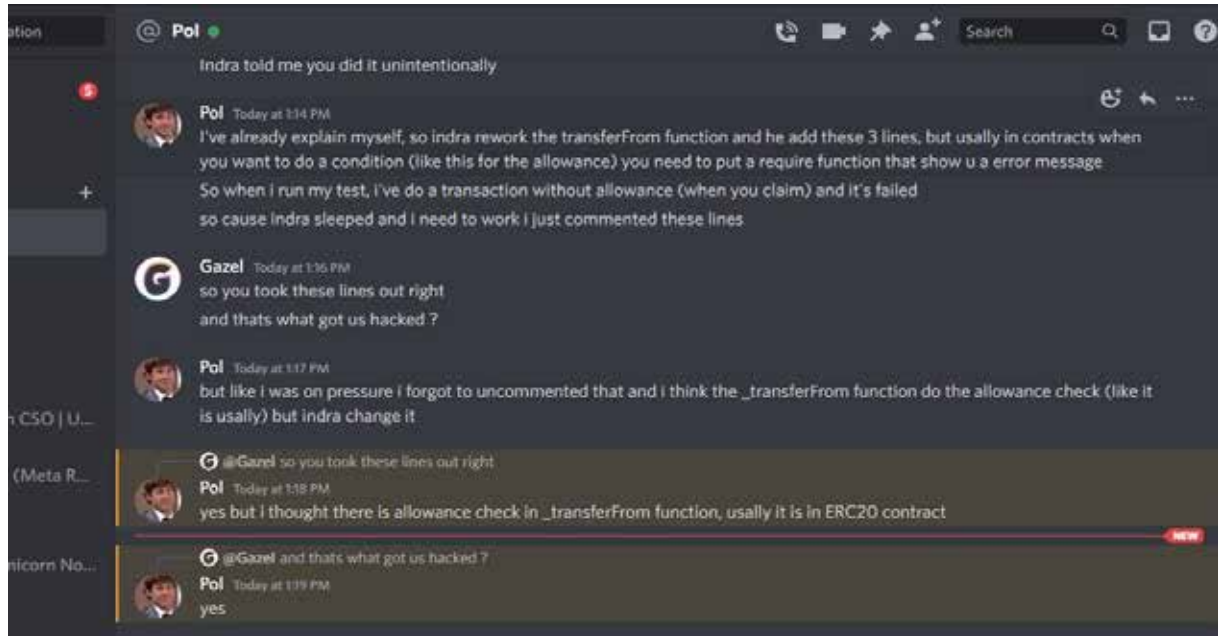 ation
@ Pol
Search
Indra told me you did it unintentionally
5
Pol Today at 1:14 PM
I've already explain myself, so indra rework the transferFrom function and he add these 3 lines, but usally in contracts when
you want to do a condition (like this for the allowance) you need to put a require function that show u a error message
So when i run my test, i've do a transaction without allowance (when you claim) and it's failed
so cause Indra sleeped and i need to work i just commented these lines
G
Gazel Today at 1:16 PM
so you took these lines out right
and thats what got us hacked ?
Pol Today at 1:17 PM
but like i was on pressure i forgot to uncommented that and i think the _transferFrom function do the allowance check (like it
is usally) but indra change it
n CSO | U...
@Gazel so you took these lines out right
(Meta R...
Pol Today at 1:18 PM
yes but i thought there is allowance check in _transferFrom function, usally it is in ERC20 contract
NEW
@Gazel and thats what got us hacked ?
nicorn No...
Pol Today at 1:19 PM
yes